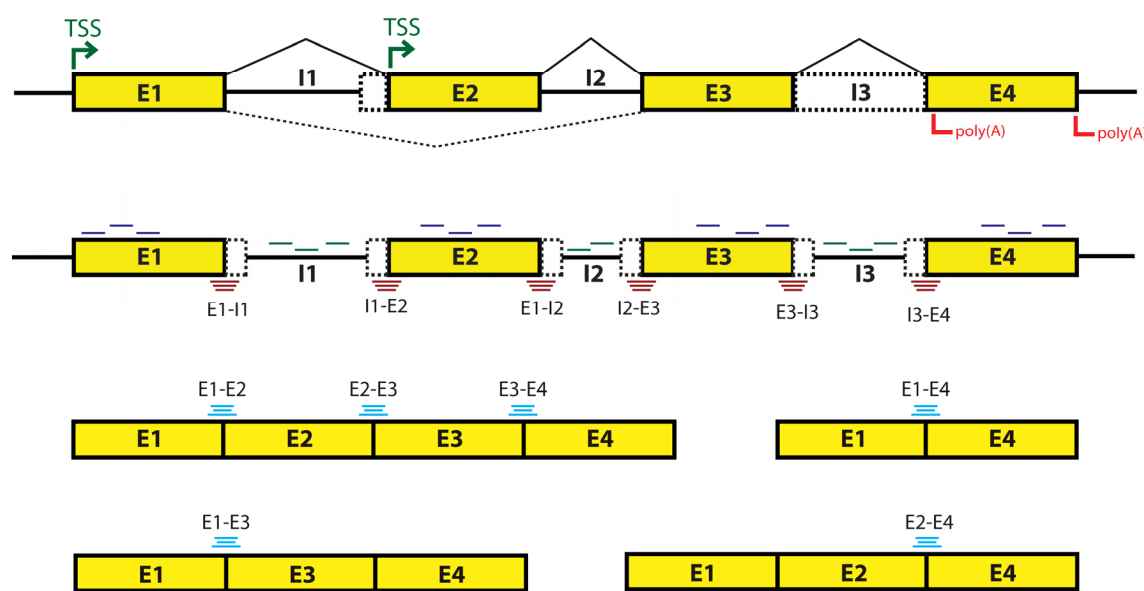 TSS
TSS
E1
I1
E2
I2
E3
I3
E4
poly(A)
poly(A)
E1
I1
E2
I2
E3
I3
E4
E1-I1
I1-E2
E1-I2
I2-E3
E3-I3
I3-E4
E1-E2
E2-E3
E3-E4
E1-E4
E1
E2
E3
E4
E1
E4
E1-E3
E2-E4
E1
E3
E4
E1
E2
E4